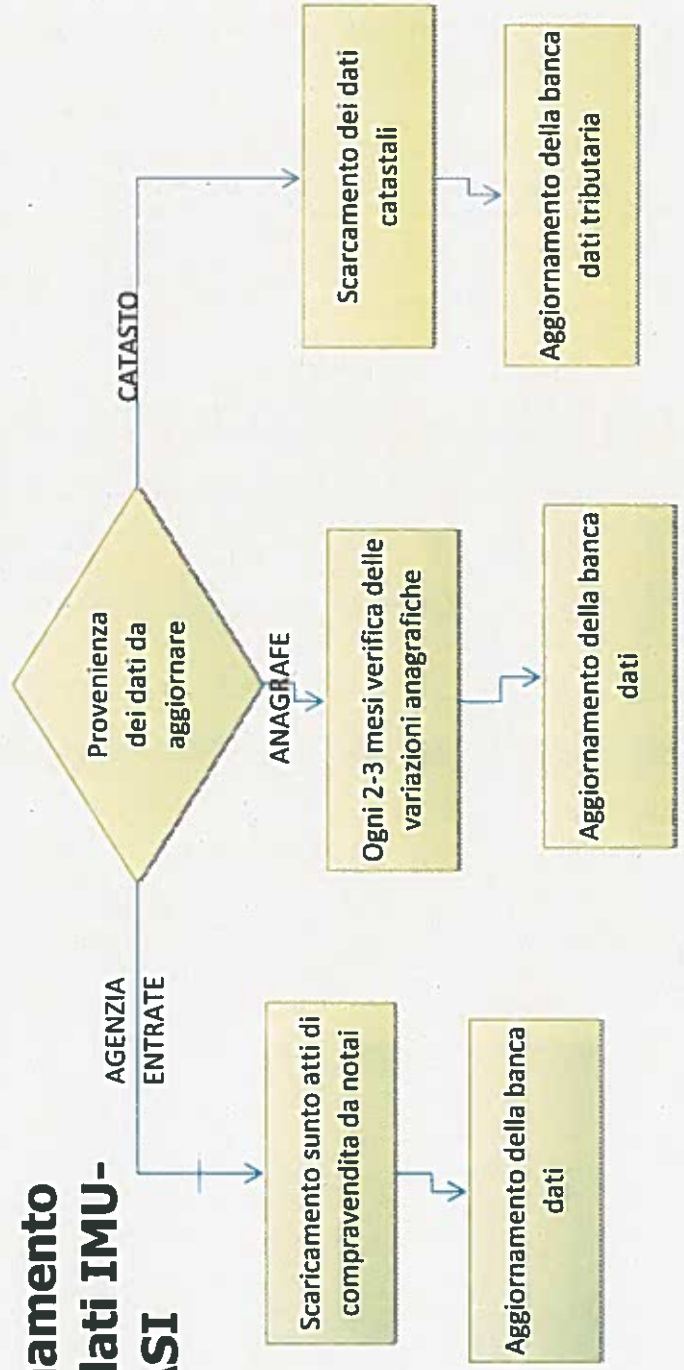 namento
dati IMU-
ASI
Provenienza
dei dati da
aggiornare
AGENZIA
ENTRATE
ANAGRAFE
CATASTO
Scaricamento sunto atti di
compravendita da notai
Aggiornamento della banca
dati
Ogni 2-3 mesi verifica delle
variazioni anagrafiche
Aggiornamento della banca
dati
Scarcamento dei dati
catastali
Aggiornamento della banca
dati tributaria